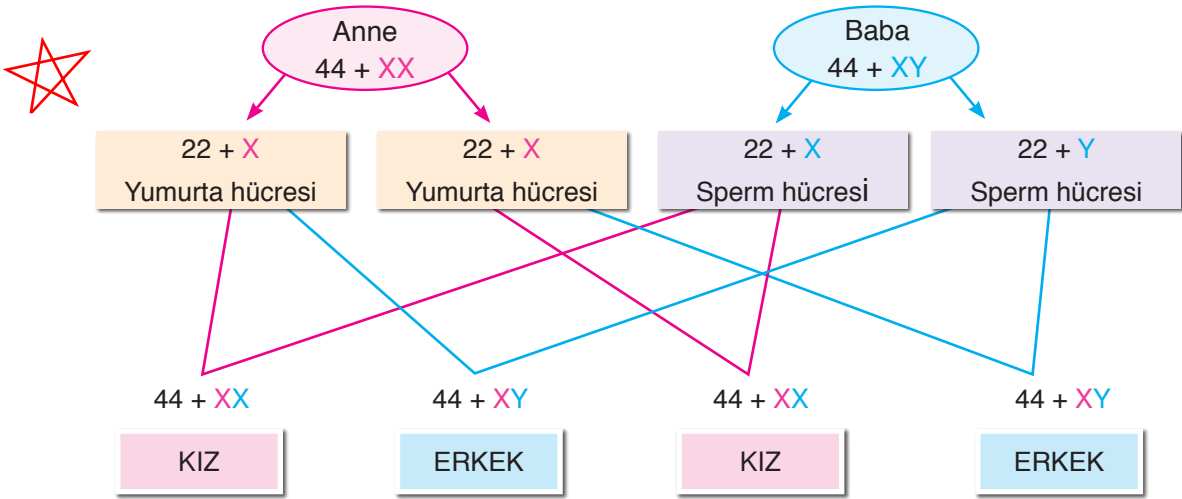 Anne
44 + XX
Baba
44 + XY
22 + X
Yumurta hücresi
22 + X
Yumurta hücresi
22 + X
Sperm hücresi
22 + Y
Sperm hücresi
44 + XX
44 + XY
44 + XX
44 + XY
KIZ
ERKEK
KIZ
ERKEK